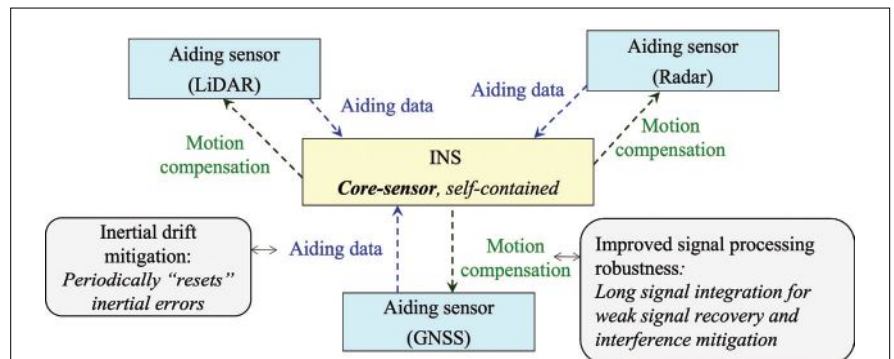 Aiding sensor
(LiDAR)
Aiding sensor
(Radar)
Aiding data
Aiding data
Motion
compensation
Motion
compensation
INS
Core-sensor, self-contained
Inertial drift
mitigation:
Periodically “resets”
inertial errors
Aiding data
Motion
compensation
Improved signal processing
robustness:
Long signal integration for
weak signal recovery and
interference mitigation
Aiding sensor
(GNSS)